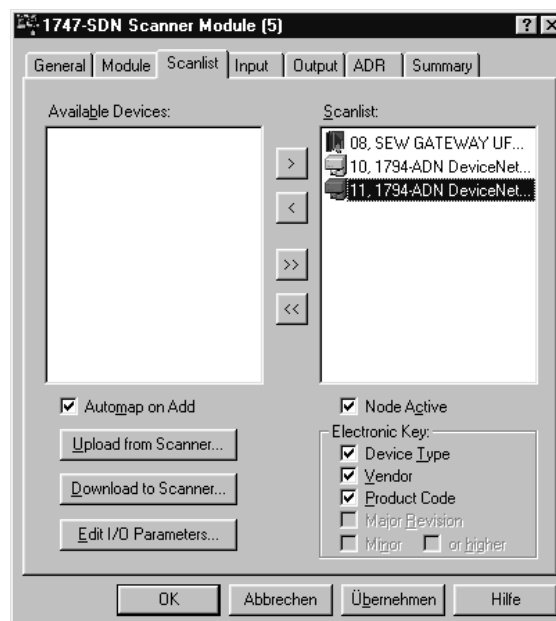 1747-SDN Scanner Module (5)
General Module Scanlist Input Output ADR Summary
Available Devices:
Scanlist:
08, SEW GATEWAY UF...
10, 1794-ADN DeviceNet...
11, 1794-ADN DeviceNet...
>
<
>>
<<
Automap on Add
Node Active
Upload from Scanner...
Download to Scanner...
Edit I/O Parameters...
Electronic Key:
Device Type
Vendor
Product Code
Major Revision
Minor or higher
OK Abbrechen Übernehmen Hilfe